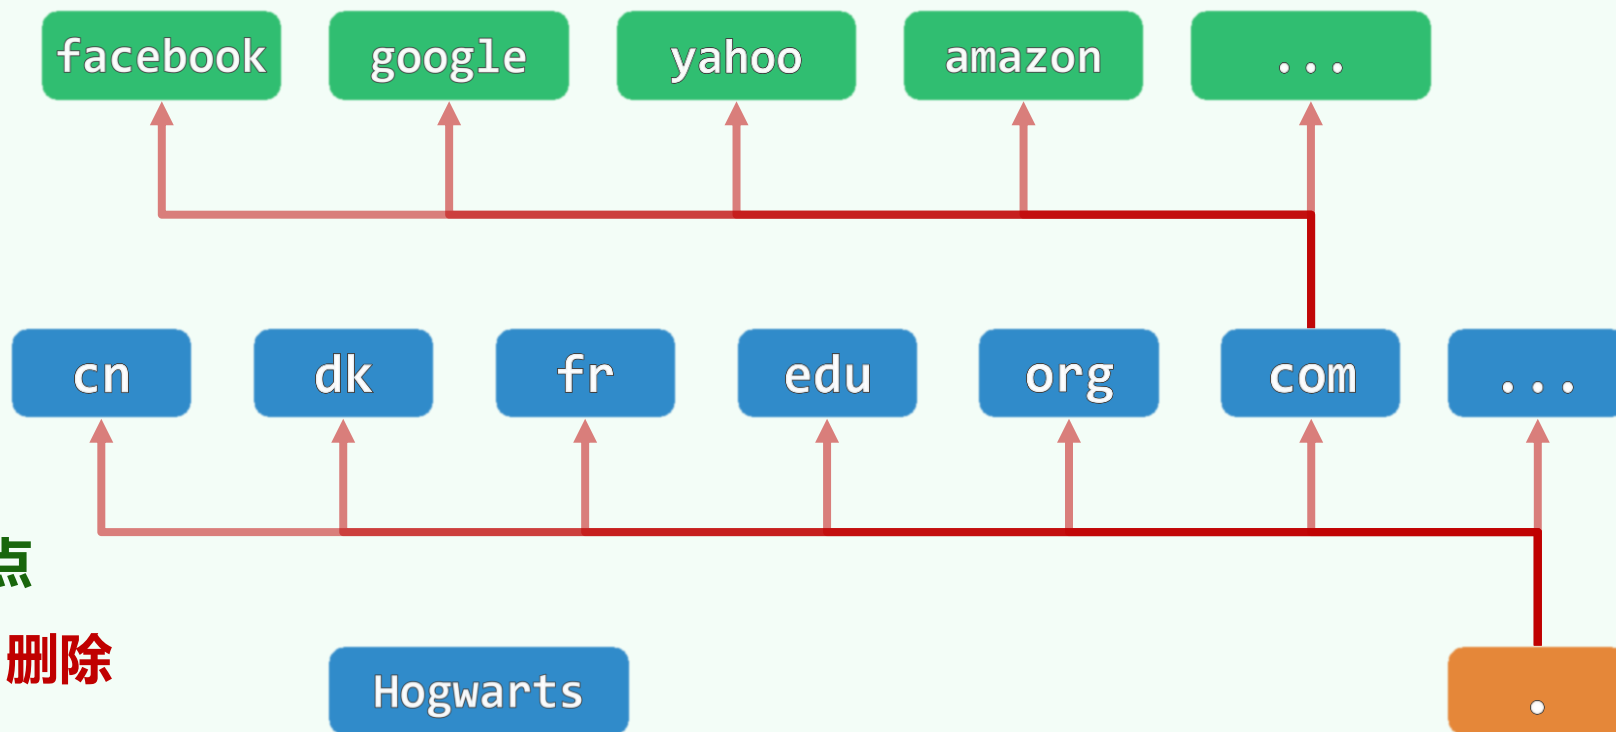 facebook google yahoo amazon ...
cn dk fr edu org com ...
点
删除
Hogwarts .